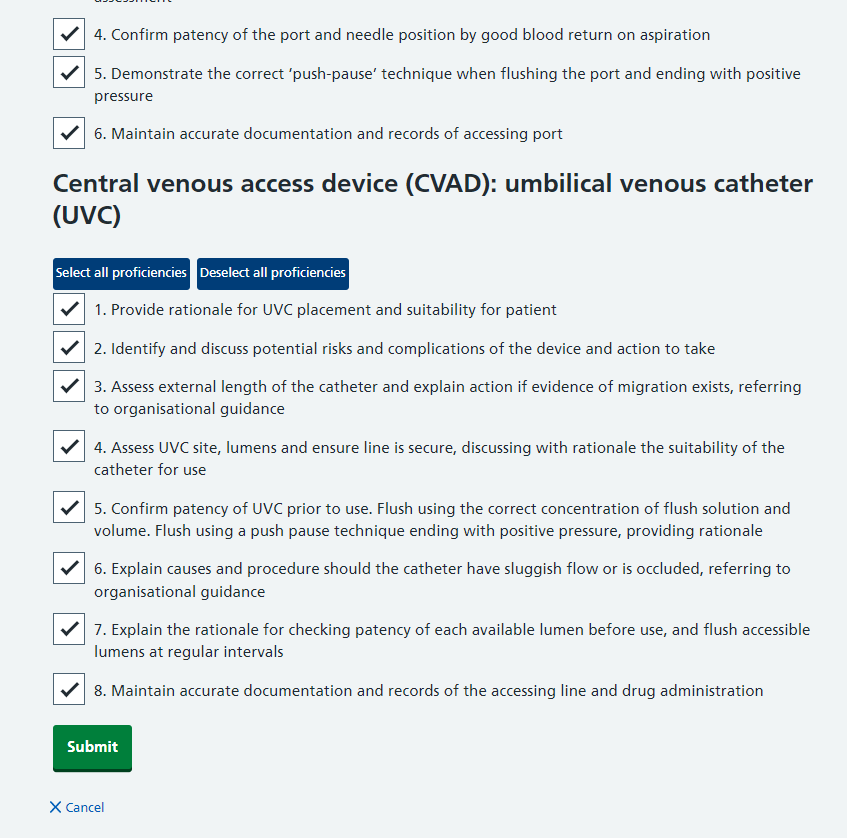 assessment
4. Confirm patency of the port and needle position by good blood return on aspiration
5. Demonstrate the correct ‘push-pause’ technique when flushing the port and ending with positive
pressure
6. Maintain accurate documentation and records of accessing port
Central venous access device (CVAD): umbilical venous catheter
(UVC)
Select all proficiencies Deselect all proficiencies
1. Provide rationale for UVC placement and suitability for patient
2. Identify and discuss potential risks and complications of the device and action to take
3. Assess external length of the catheter and explain action if evidence of migration exists, referring
to organisational guidance
4. Assess UVC site, lumens and ensure line is secure, discussing with rationale the suitability of the
catheter for use
5. Confirm patency of UVC prior to use. Flush using the correct concentration of flush solution and
volume. Flush using a push pause technique ending with positive pressure, providing rationale
6. Explain causes and procedure should the catheter have sluggish flow or is occluded, referring to
organisational guidance
7. Explain the rationale for checking patency of each available lumen before use, and flush accessible
lumens at regular intervals
8. Maintain accurate documentation and records of the accessing line and drug administration
Submit
Cancel